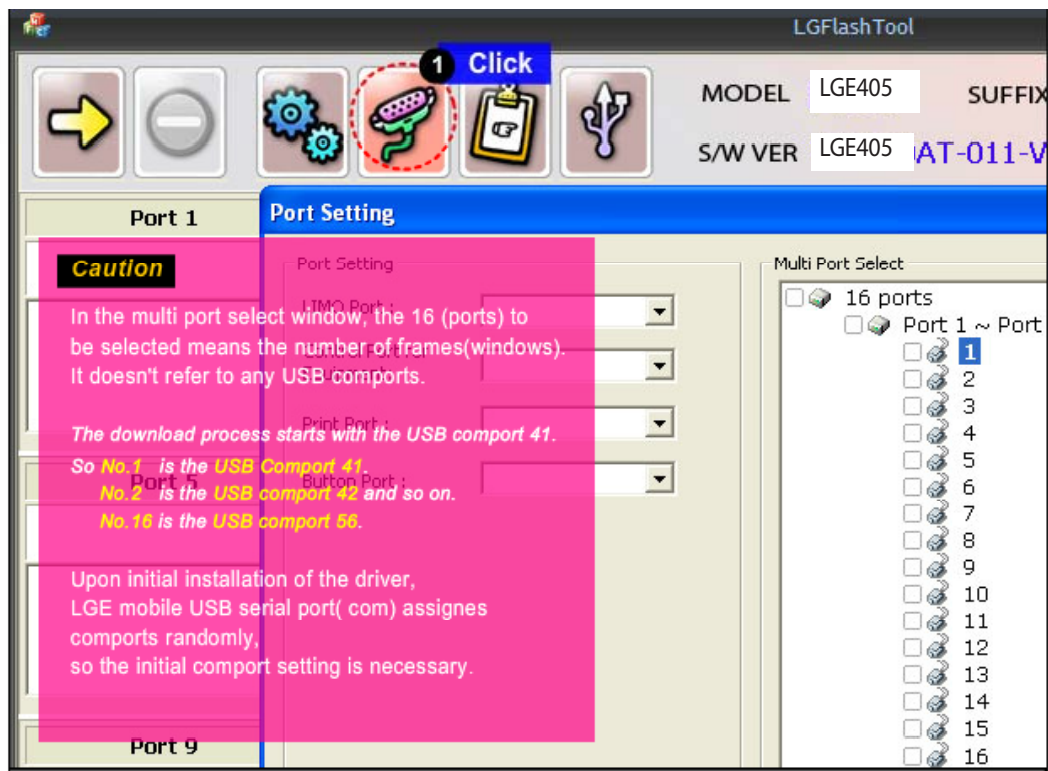 LGFlashTool
1 Click
MODEL LGE405 SUFFIX
S/W VER LGE405 AT-011-V
Port 1
Port Setting
Caution
In the multi port select window, the 16 (ports) to
be selected means the number of frames(windows).
It doesn't refer to any USB comports.
The download process starts with the USB comport 41.
So No.1 is the USB Comport 41.
No.2 is the USB comport 42 and so on.
No.16 is the USB comport 56.
Upon initial installation of the driver,
LGE mobile USB serial port( com) assignes
comports randomly,
so the initial comport setting is necessary.
Port Setting
Port :
Print Port :
Button Port :
Port 5
Port 9
Multi Port Select
16 ports
Port 1 ~ Port
1
2
3
4
5
6
7
8
9
10
11
12
13
14
15
16